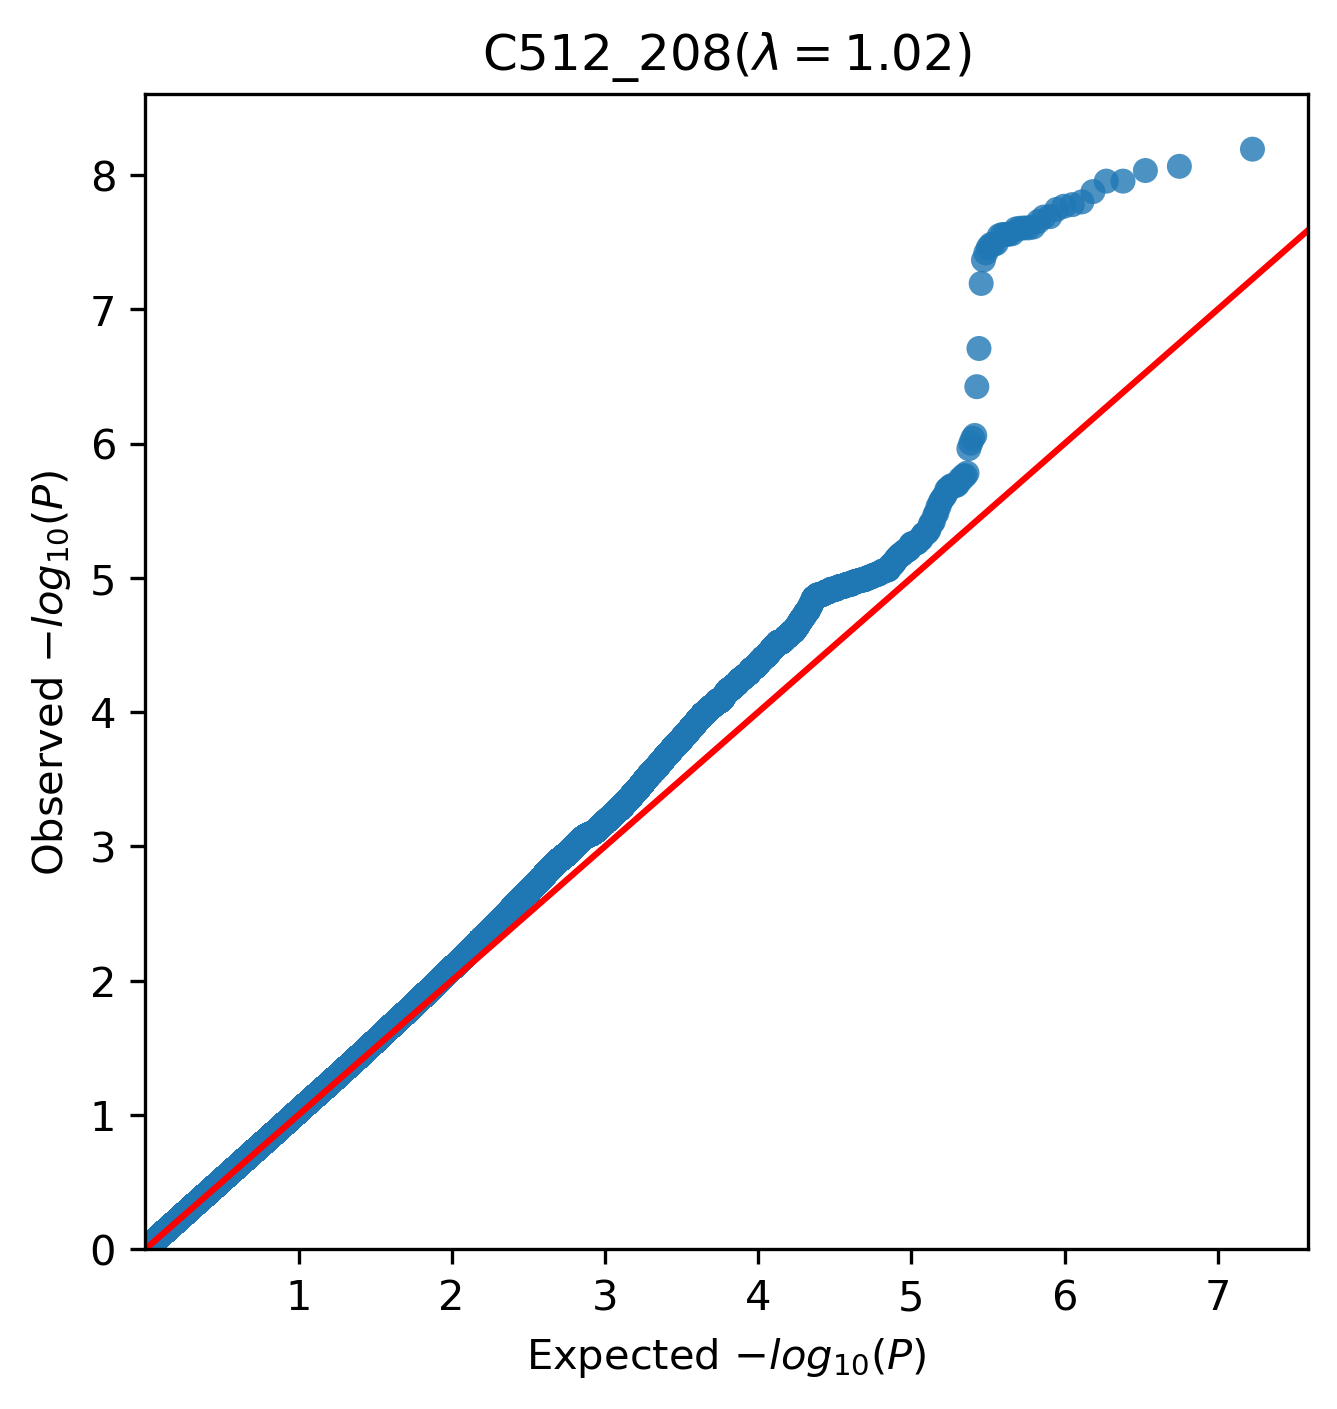 C512_208(λ = 1.02)
Observed −log₁₀(P)
8
7
6
5
4
3
2
1
0
1 2 3 4 5 6 7
Expected −log₁₀(P)